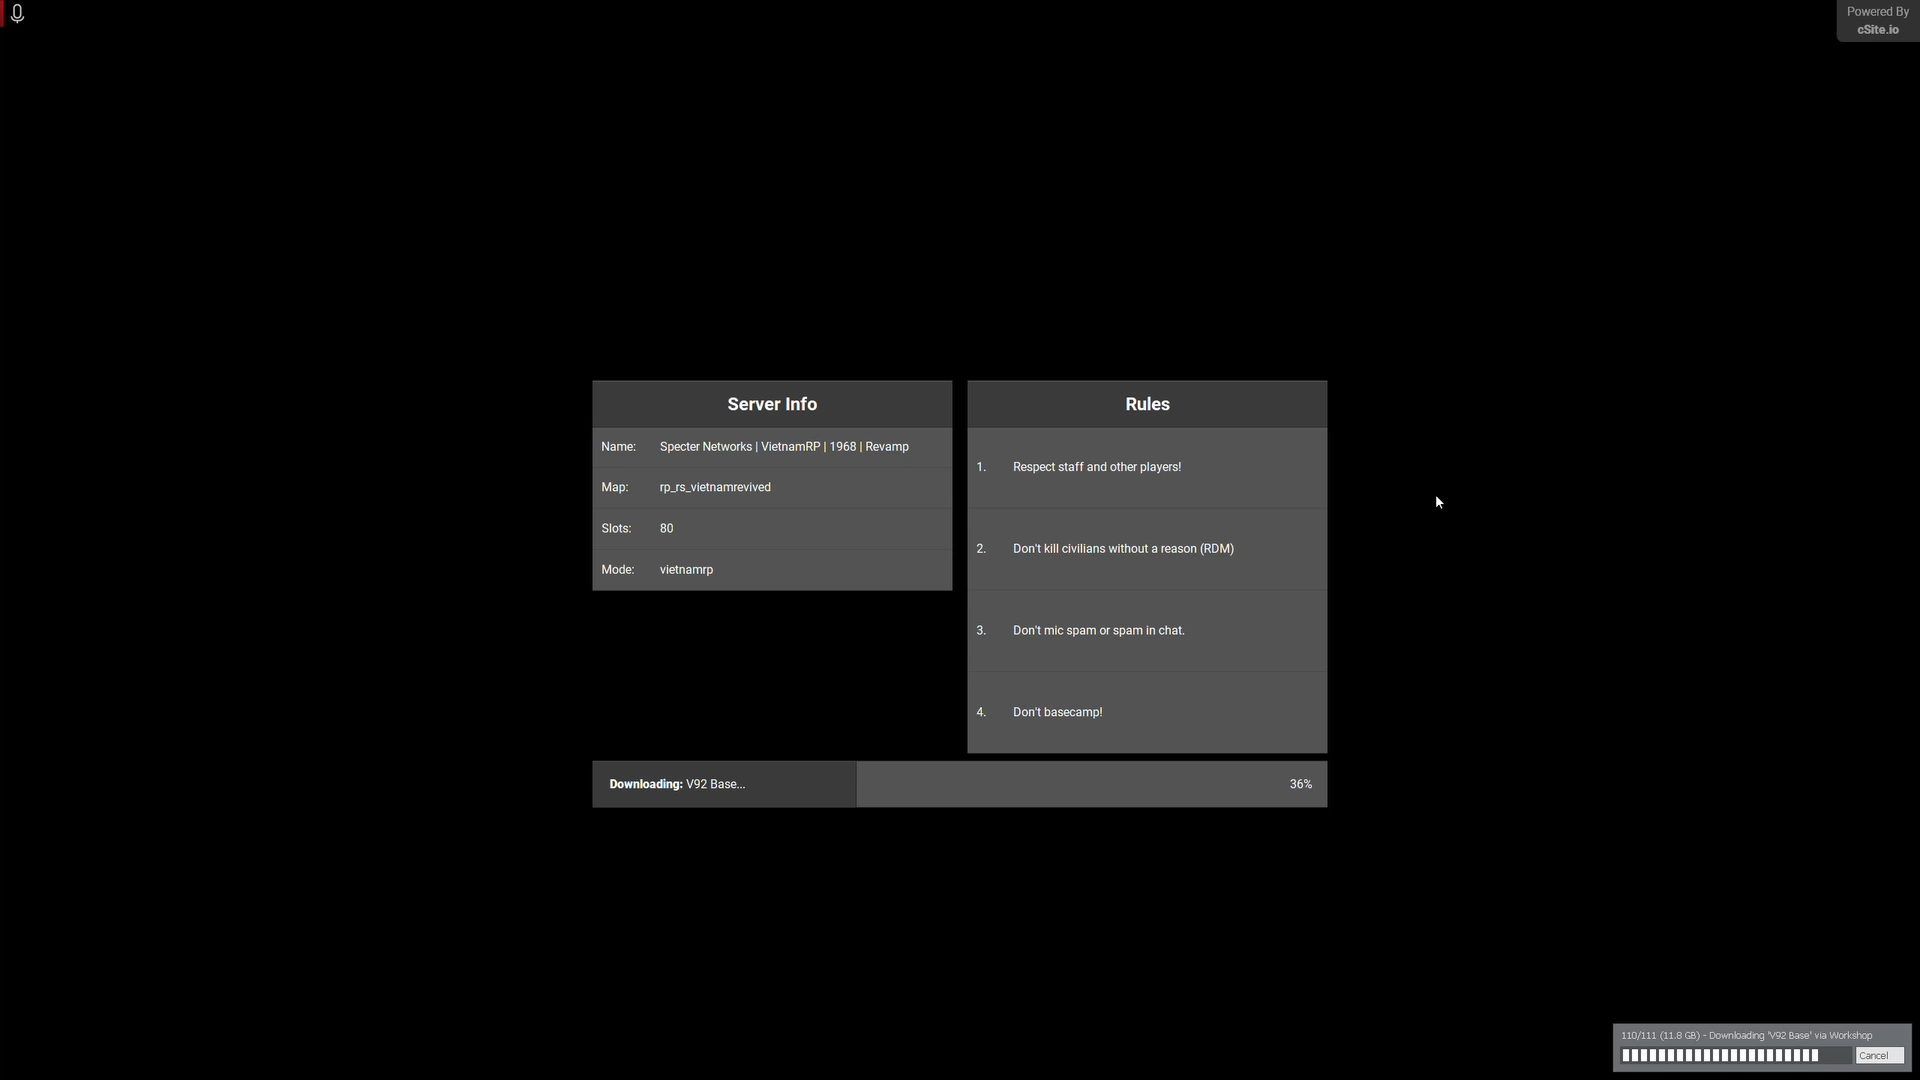 Powered By
cSite.io
Server Info
Name: Specter Networks | VietnamRP | 1968 | Revamp
Map: rp_rs_vietnamrevived
Slots: 80
Mode: vietnamrp
Rules
1. Respect staff and other players!
2. Don't kill civilians without a reason (RDM)
3. Don't mic spam or spam in chat.
4. Don't basecamp!
Downloading: V92 Base... 36%
110/111 (11.8 GB) - Downloading 'V92 Base' via Workshop
Cancel